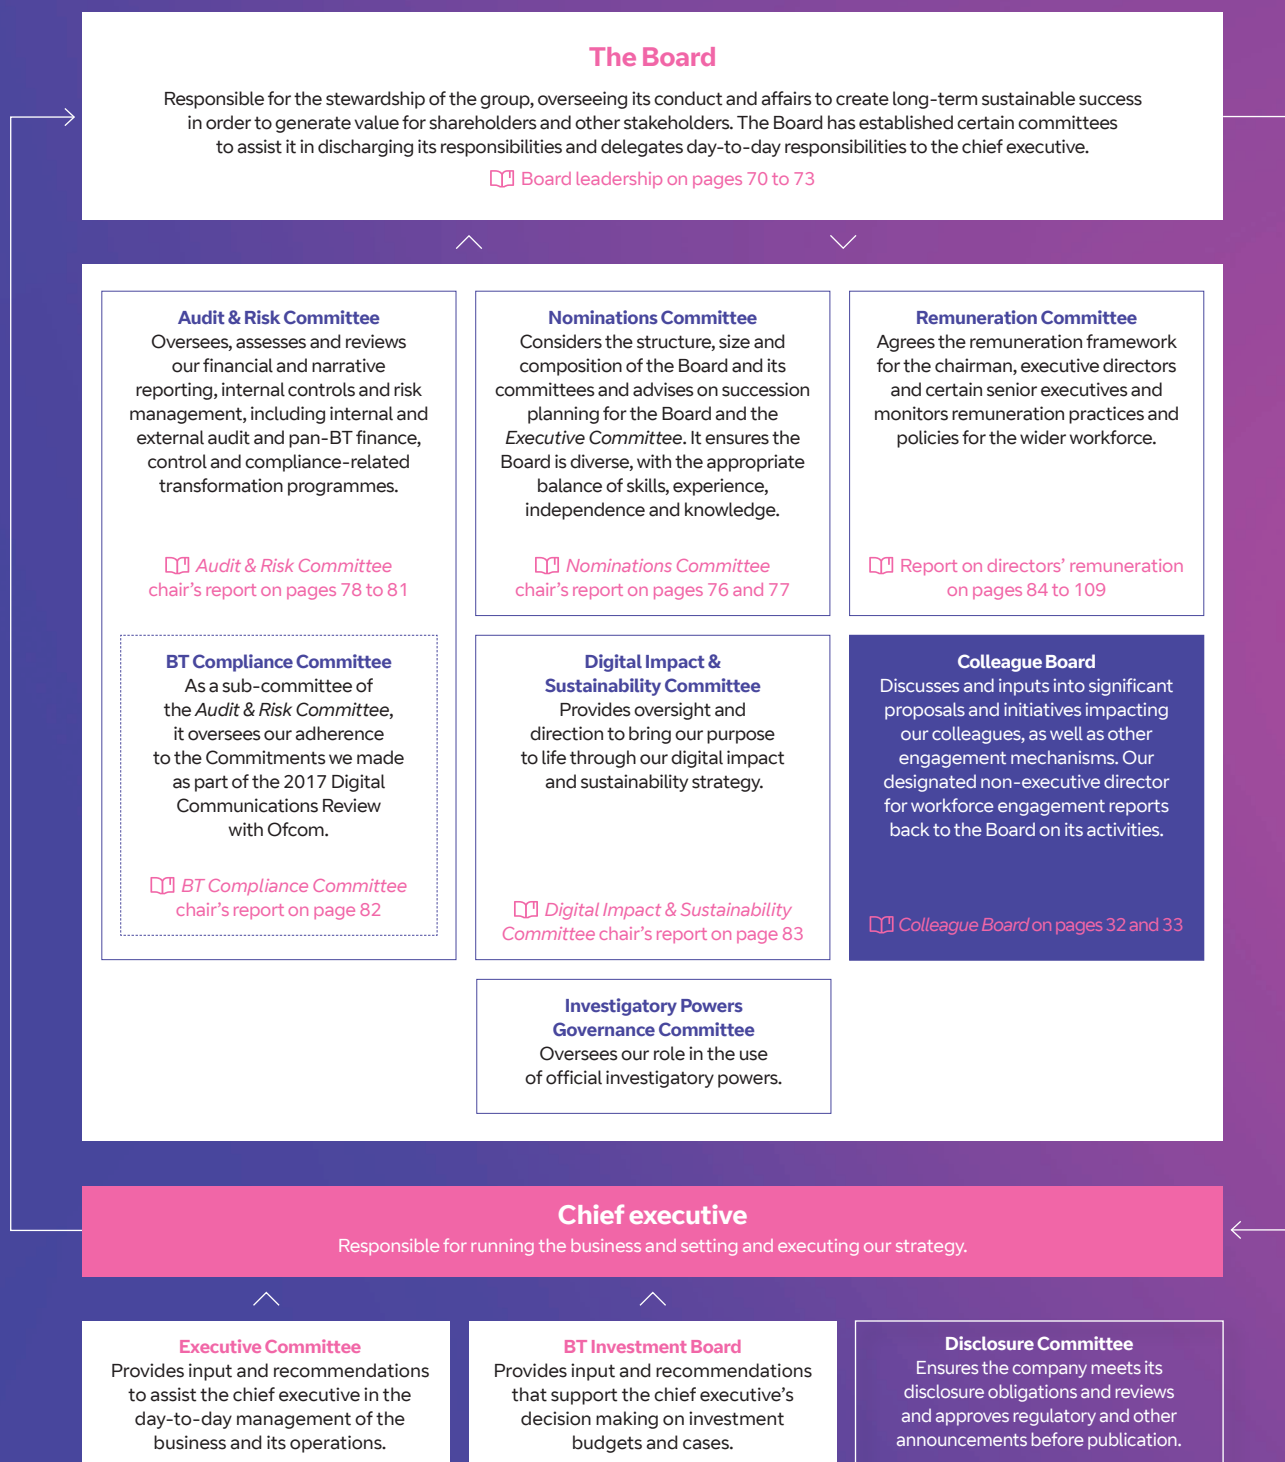 The Board
Responsible for the stewardship of the group, overseeing its conduct and affairs to create long-term sustainable success
in order to generate value for shareholders and other stakeholders. The Board has established certain committees
to assist it in discharging its responsibilities and delegates day-to-day responsibilities to the chief executive.
Board leadership on pages 70 to 73
Audit & Risk Committee
Oversees, assesses and reviews
our financial and narrative
reporting, internal controls and risk
management, including internal and
external audit and pan-BT finance,
control and compliance-related
transformation programmes.
Audit & Risk Committee
chair's report on pages 78 to 81
Nominations Committee
Considers the structure, size and
composition of the Board and its
committees and advises on succession
planning for the Board and the
Executive Committee. It ensures the
Board is diverse, with the appropriate
balance of skills, experience,
independence and knowledge.
Nominations Committee
chair's report on pages 76 and 77
Remuneration Committee
Agrees the remuneration framework
for the chairman, executive directors
and certain senior executives and
monitors remuneration practices and
policies for the wider workforce.
Report on directors' remuneration
on pages 84 to 109
BT Compliance Committee
As a sub-committee of
the Audit & Risk Committee,
it oversees our adherence
to the Commitments we made
as part of the 2017 Digital
Communications Review
with Ofcom.
BT Compliance Committee
chair's report on page 82
Digital Impact &
Sustainability Committee
Provides oversight and
direction to bring our purpose
to life through our digital impact
and sustainability strategy.
Digital Impact & Sustainability
Committee chair's report on page 83
Colleague Board
Discusses and inputs into significant
proposals and initiatives impacting
our colleagues, as well as other
engagement mechanisms. Our
designated non-executive director
for workforce engagement reports
back to the Board on its activities.
Colleague Board on pages 32 and 33
Investigatory Powers
Governance Committee
Oversees our role in the use
of official investigatory powers.
Chief executive
Responsible for running the business and setting and executing our strategy.
Executive Committee
Provides input and recommendations
to assist the chief executive in the
day-to-day management of the
business and its operations.
BT Investment Board
Provides input and recommendations
that support the chief executive's
decision making on investment
budgets and cases.
Disclosure Committee
Ensures the company meets its
disclosure obligations and reviews
and approves regulatory and other
announcements before publication.